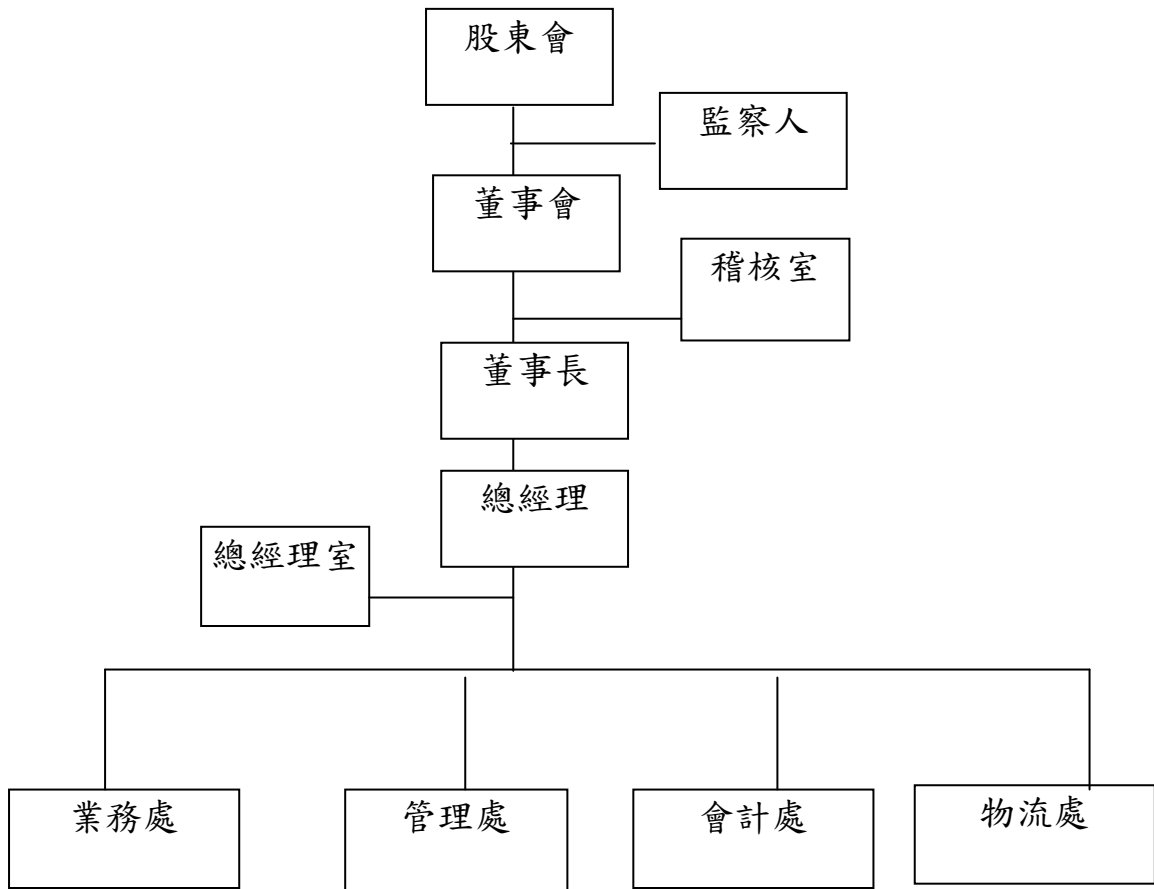 股東會
監察人
董事會
稽核室
董事長
總經理
總經理室
業務處
管理處
會計處
物流處